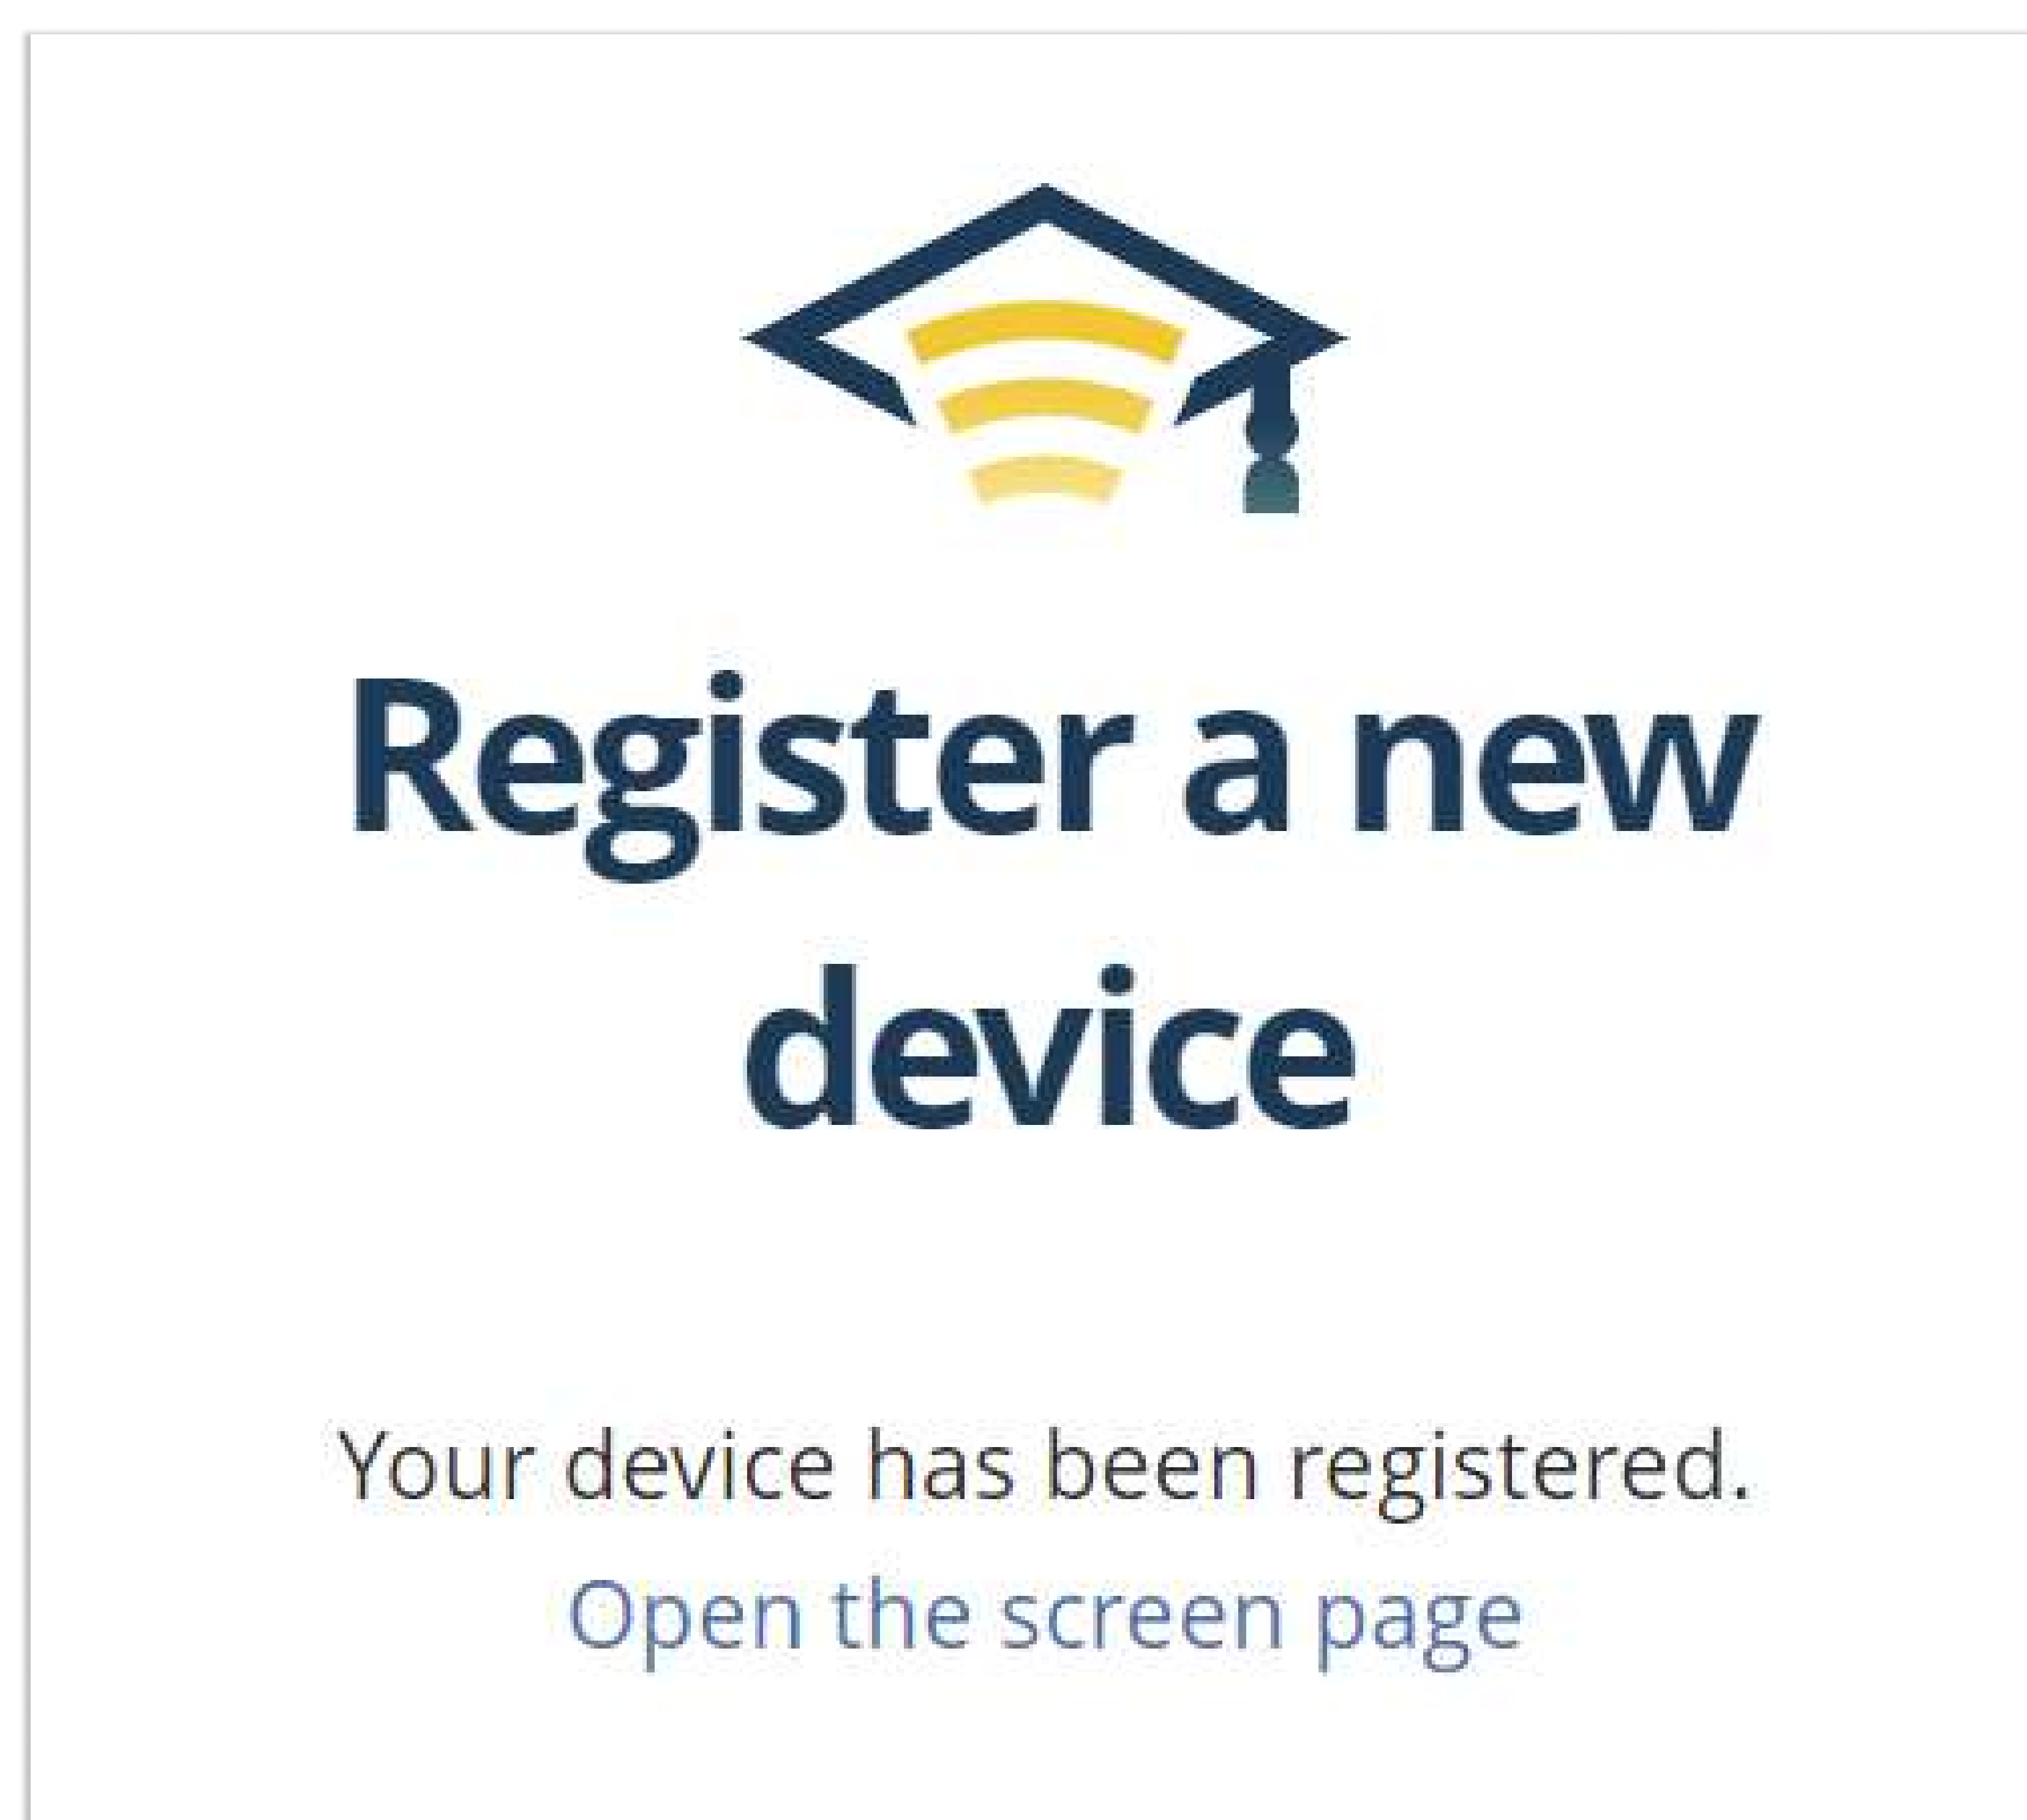 Register a new
device
Your device has been registered.
Open the screen page